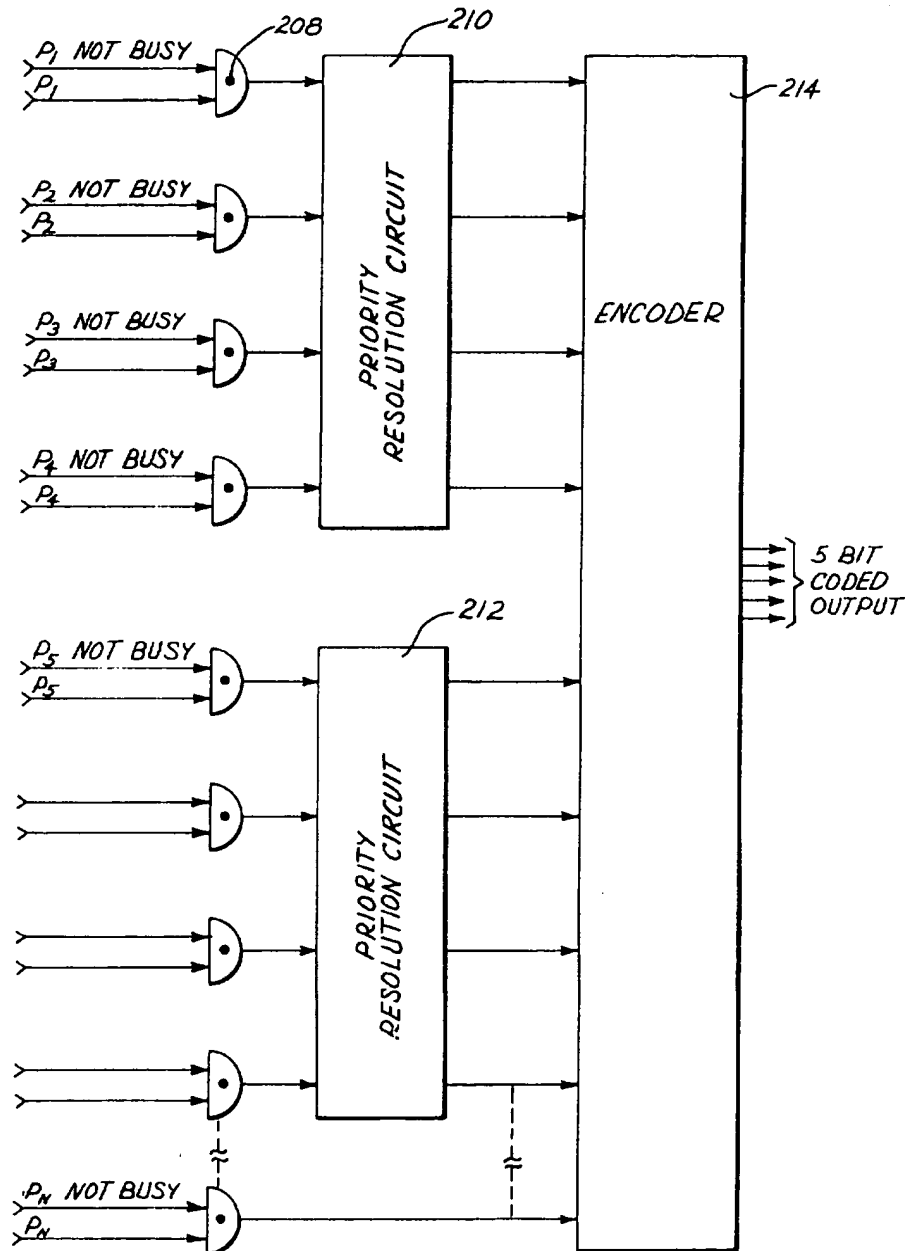 208
210
P1 NOT BUSY
P1
214
P2 NOT BUSY
P2
PRIORITY
RESOLUTION CIRCUIT
ENCODER
P3 NOT BUSY
P3
P4 NOT BUSY
P4
5 BIT
CODED
OUTPUT
212
P5 NOT BUSY
P5
PRIORITY
RESOLUTION CIRCUIT
PN NOT BUSY
PN